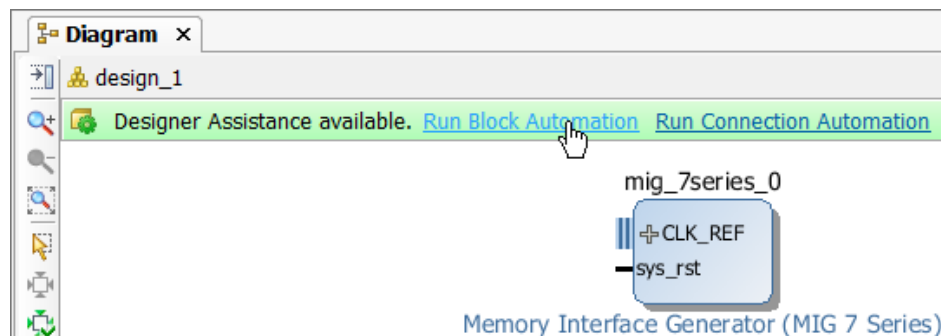 Diagram ×
design_1
Designer Assistance available. Run Block Automation Run Connection Automation
mig_7series_0
CLK_REF
sys_rst
Memory Interface Generator (MIG 7 Series)